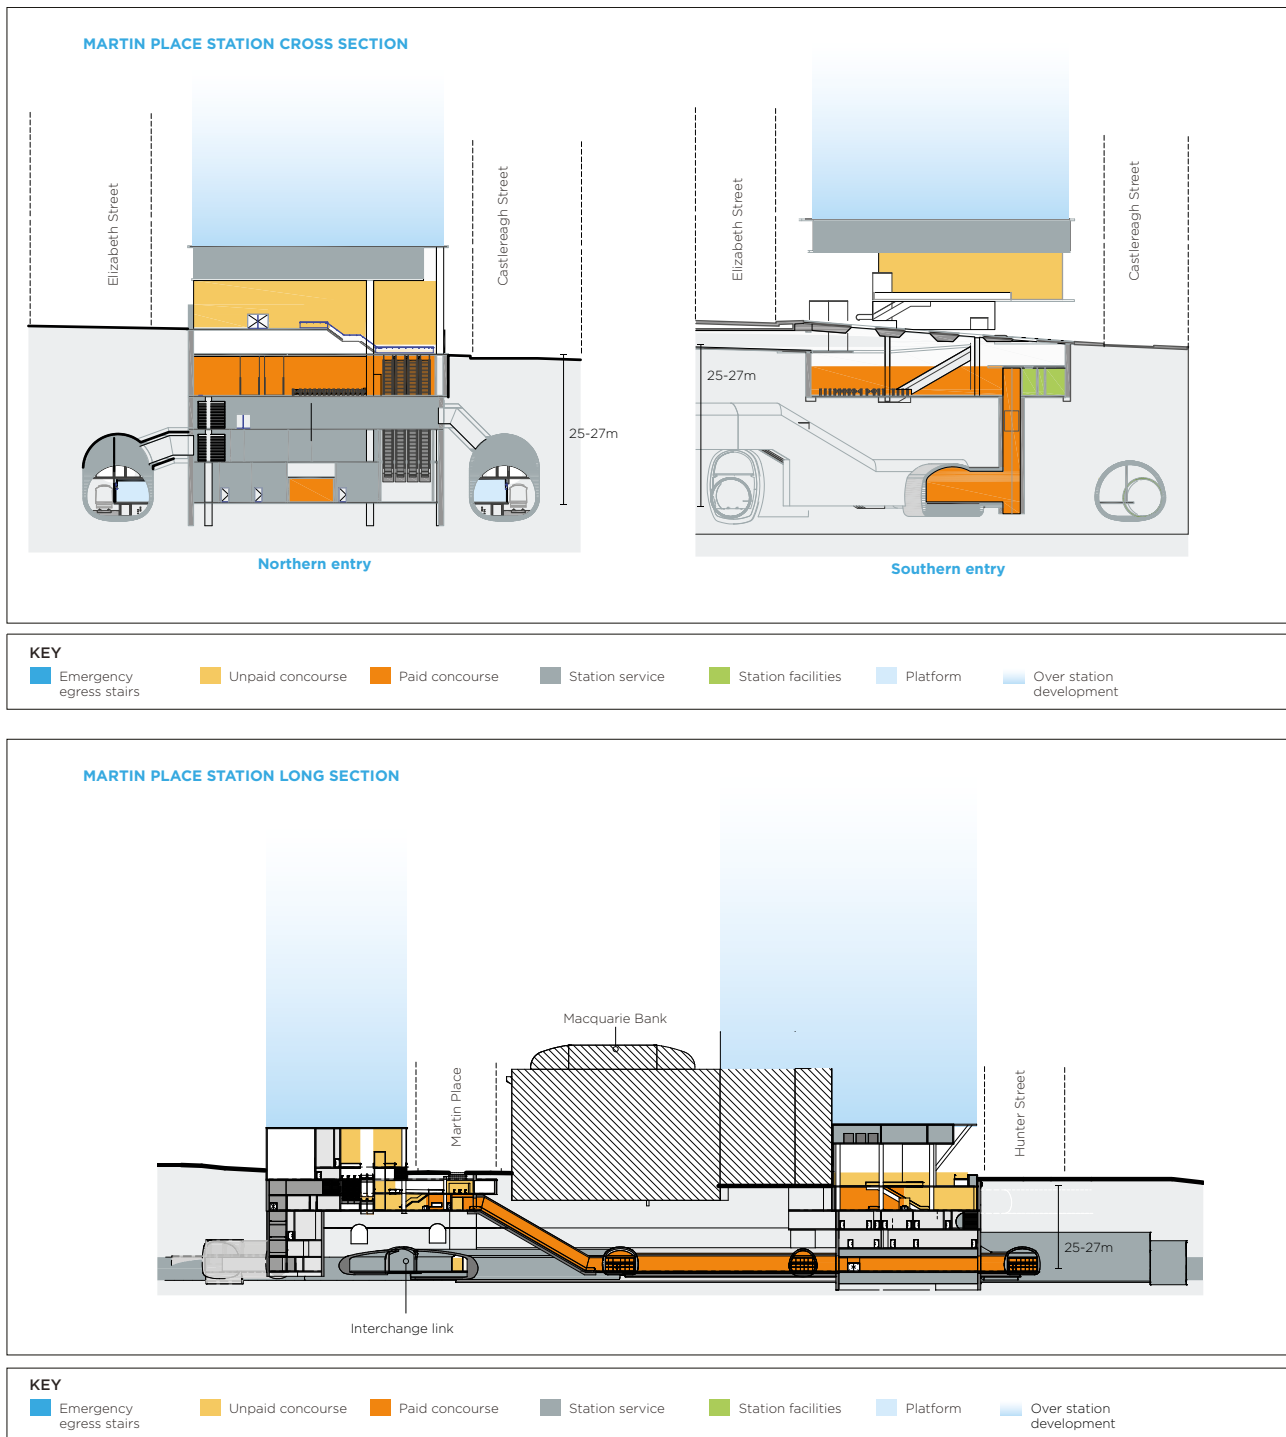 MARTIN PLACE STATION CROSS SECTION
Elizabeth Street
Castlereagh Street
25-27m
Northern entry
Elizabeth Street
Castlereagh Street
25-27m
Southern entry
KEY
Emergency
egress stairs
Unpaid concourse
Paid concourse
Station service
Station facilities
Platform
Over station
development
MARTIN PLACE STATION LONG SECTION
Macquarie Bank
Martin Place
Hunter Street
25-27m
Interchange link
KEY
Emergency
egress stairs
Unpaid concourse
Paid concourse
Station service
Station facilities
Platform
Over station
development